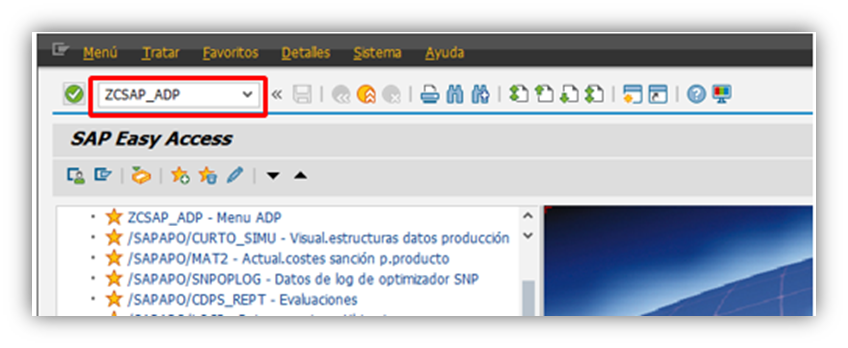 Menú Tratar Favoritos Detalles Sistema Ayuda
ZCSAP_ADP
SAP Easy Access
ZCSAP_ADP - Menu ADP
/SAPAPO/CURTO_SIMU - Visual.estructuras datos producción
/SAPAPO/MAT2 - Actual.costes sanción p.producto
/SAPAPO/SNPOPLOG - Datos de log de optimizador SNP
/SAPAPO/CDPS_REPT - Evaluaciones